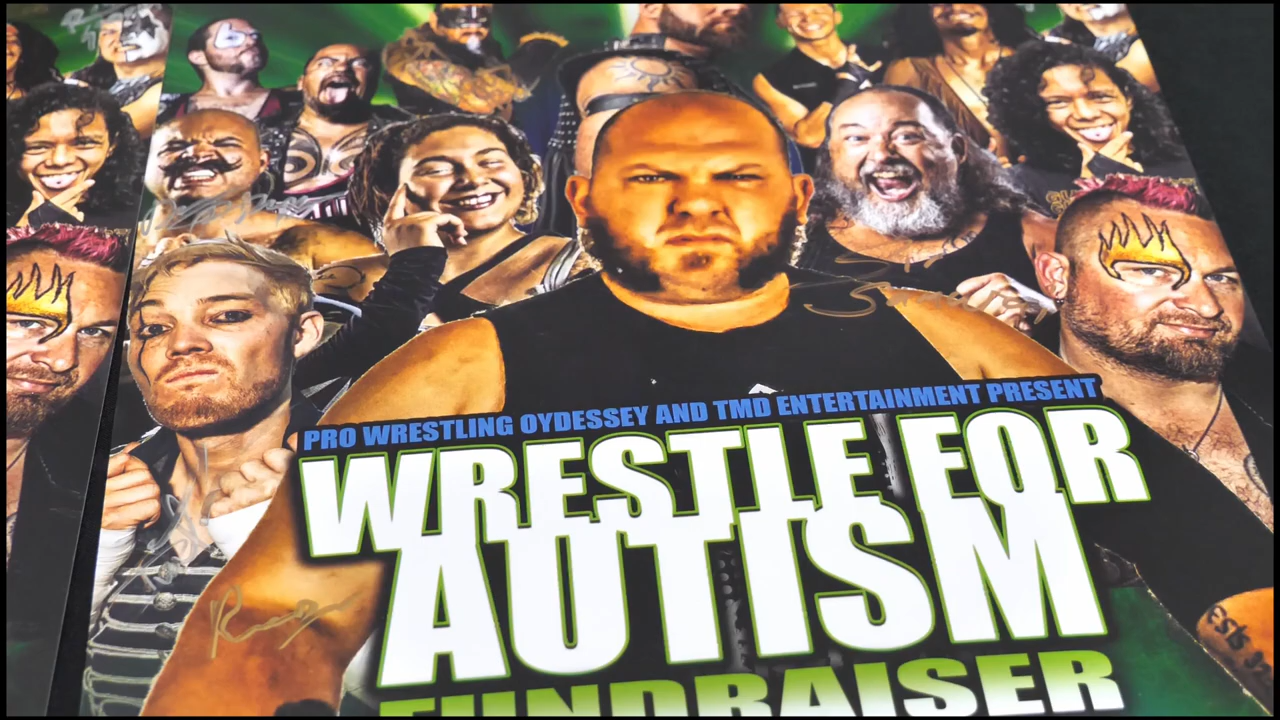 PRO WRESTLING OYDESSEY AND TMD ENTERTAINMENT PRESENT
WRESTLE FOR
AUTISM
FUNDRAISER